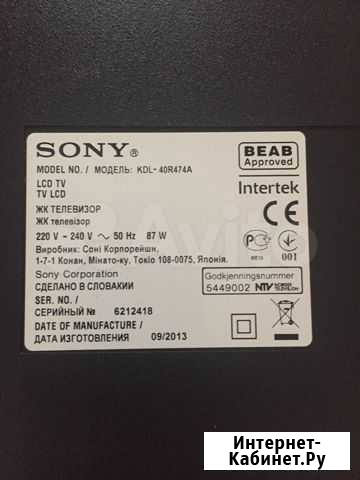 SONY®
MODEL NO. / МОДЕЛЬ: KDL-40R474A
LCD TV
TV LCD
ЖК ТЕЛЕВИЗОР
ЖК телевізор
220 V ~ 240 V ~ 50 Hz 87 W
Виробник: Соні Корпорейшн,
1-7-1 Конан, Мінато-ку, Токіо 108-0075, Японія.
Sony Corporation
СДЕЛАНО В СЛОВАКИИ
SER. NO. /
СЕРИЙНЫЙ № 6212418
DATE OF MANUFACTURE /
ДАТА ИЗГОТОВЛЕНИЯ 09/2013
BEAB
Approved
Intertek
CE
001
Godkjenningsnummer
5449002 NTV
Avito
Интернет-
Кабинет.Ру